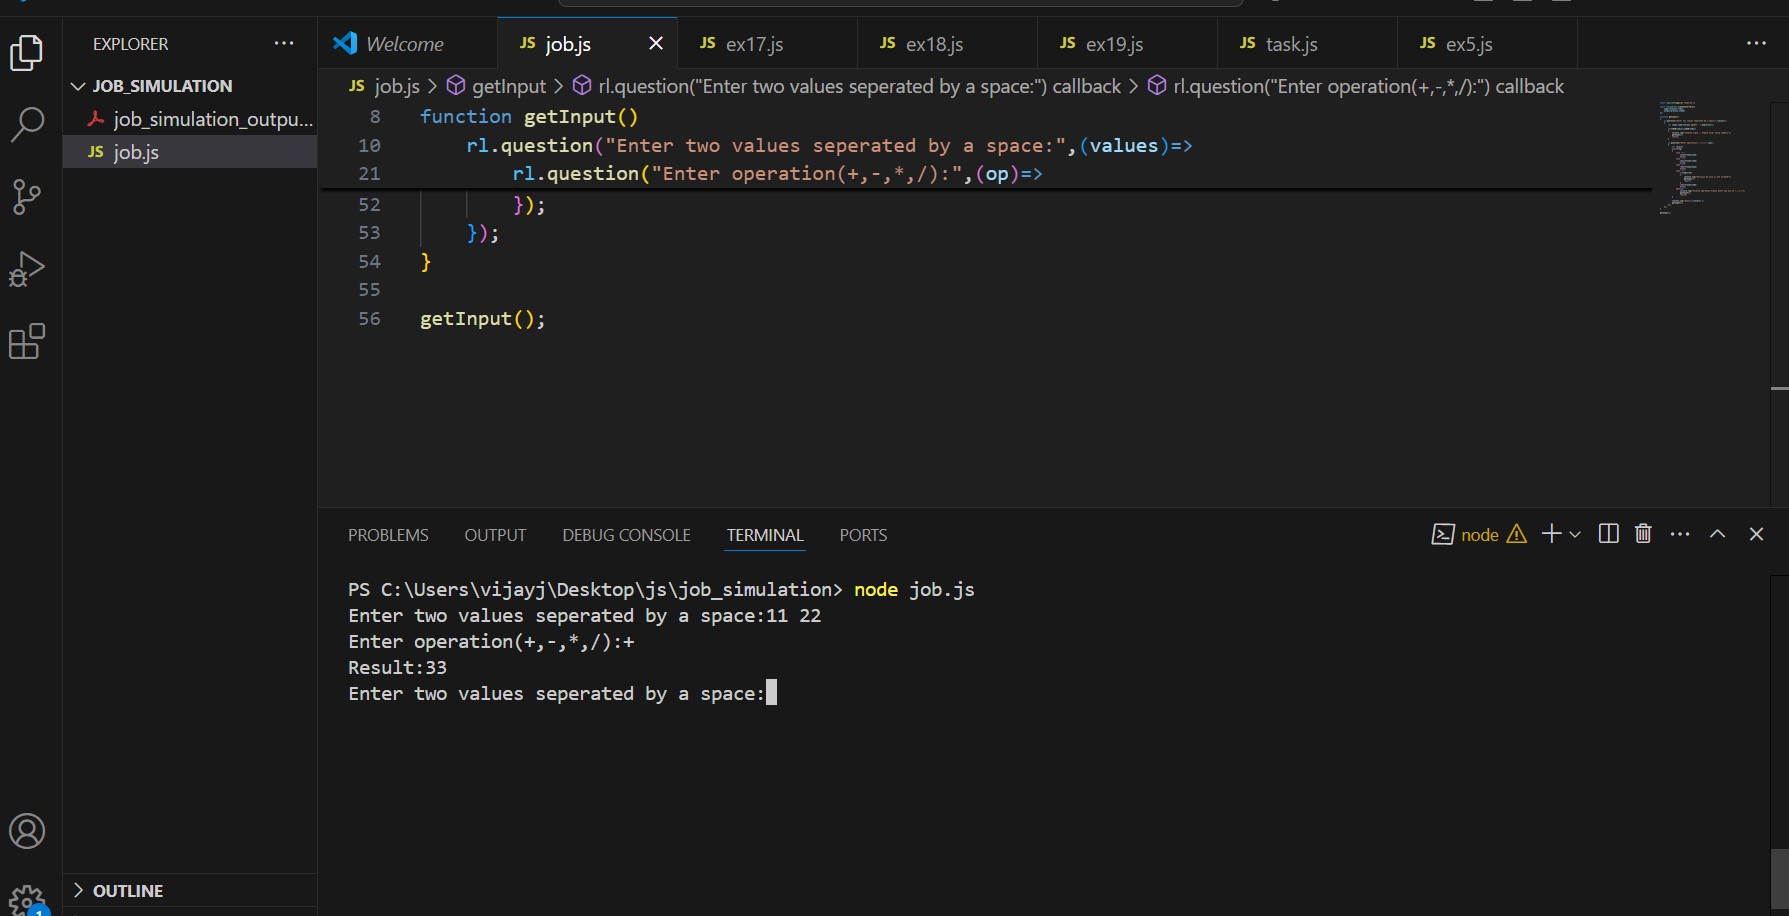 EXPLORER
JOB_SIMULATION
job_simulation_outpu...
JS job.js
OUTLINE
1
Welcome
JS job.js
JS ex17.js
JS ex18.js
JS ex19.js
JS task.js
JS ex5.js
JS job.js > getInput > rl.question("Enter two values seperated by a space:") callback > rl.question("Enter operation(+,-,*,/):") callback
8 function getInput()
10 rl.question("Enter two values seperated by a space:",(values)=>
21 rl.question("Enter operation(+,-,*,/):",(op)=>
52 });
53 });
54 }
55
56 getInput();
PROBLEMS OUTPUT DEBUG CONSOLE TERMINAL PORTS
node
PS C:\Users\vijayj\Desktop\js\job_simulation> node job.js
Enter two values seperated by a space:11 22
Enter operation(+,-,*,/):+
Result:33
Enter two values seperated by a space: